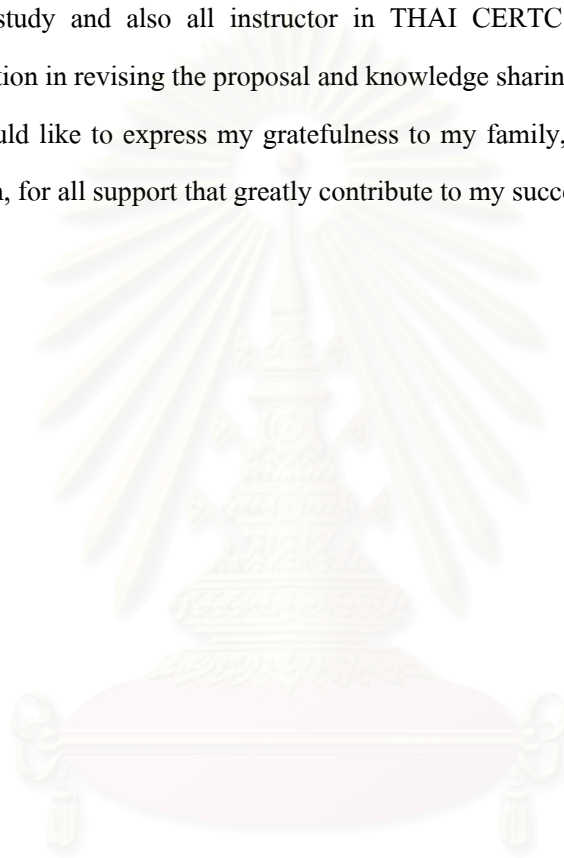 study and also all instructor in THAI CERTC
tion in revising the proposal and knowledge sharin
uld like to express my gratefulness to my family,
, for all support that greatly contribute to my succ